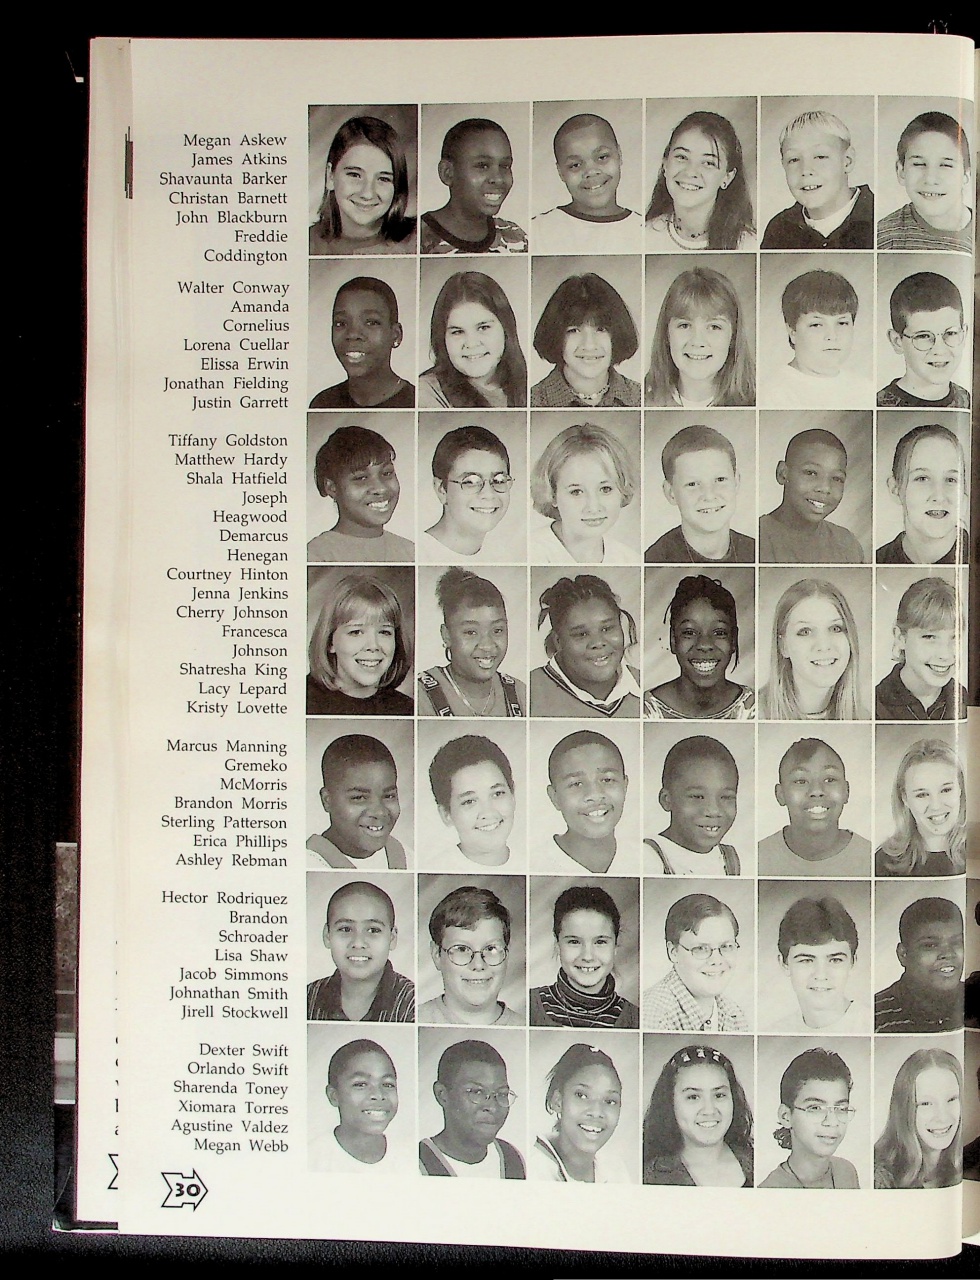 Megan Askew
James Atkins
Shavaunta Barker
Christan Barnett
John Blackburn
Freddie
Coddington
Walter Conway
Amanda
Cornelius
Lorena Cuellar
Elissa Erwin
Jonathan Fielding
Justin Garrett
Tiffany Goldston
Matthew Hardy
Shala Hatfield
Joseph
Heagwood
Demarcus
Henegan
Courtney Hinton
Jenna Jenkins
Cherry Johnson
Francesca
Johnson
Shatresha King
Lacy Lepard
Kristy Lovette
Marcus Manning
Gremeko
McMorris
Brandon Morris
Sterling Patterson
Erica Phillips
Ashley Rebman
Hector Rodriquez
Brandon
Schroader
Lisa Shaw
Jacob Simmons
Johnathan Smith
Jirell Stockwell
Dexter Swift
Orlando Swift
Sharenda Toney
Xiomara Torres
Agustine Valdez
Megan Webb
30